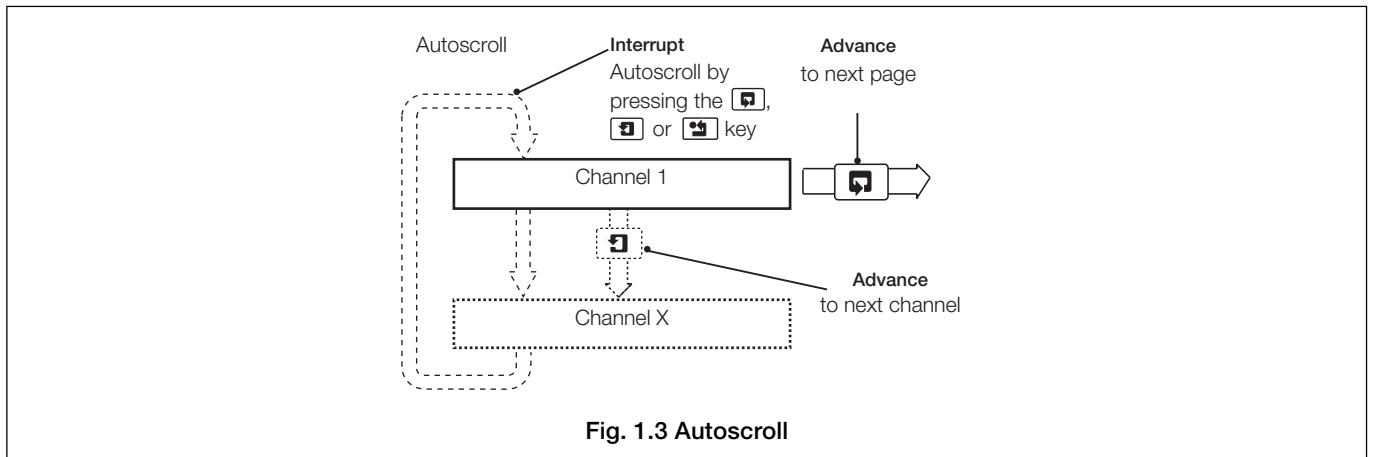 Autoscroll
Interrupt
Autoscroll by
pressing the ,
or key
Advance
to next page
Channel 1
Advance
to next channel
Channel X
Fig. 1.3 Autoscroll